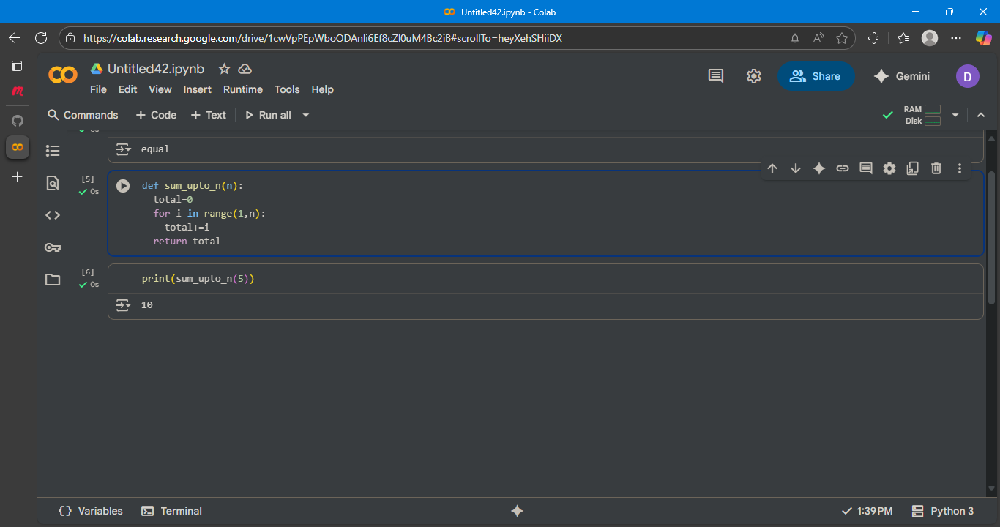 Untitled42.ipynb - Colab
https://colab.research.google.com/drive/1cwVpPEpWboODAnli6Ef8cZl0uM4Bc2iB#scrollTo=heyXehSHiiDX
Untitled42.ipynb
File Edit View Insert Runtime Tools Help
Share
Gemini
D
Commands + Code + Text Run all
RAM
Disk
equal
[5]
0s
def sum_upto_n(n):
  total=0
  for i in range(1,n):
    total+=i
  return total
[6]
0s
print(sum_upto_n(5))
10
{} Variables Terminal
1:39 PM Python 3